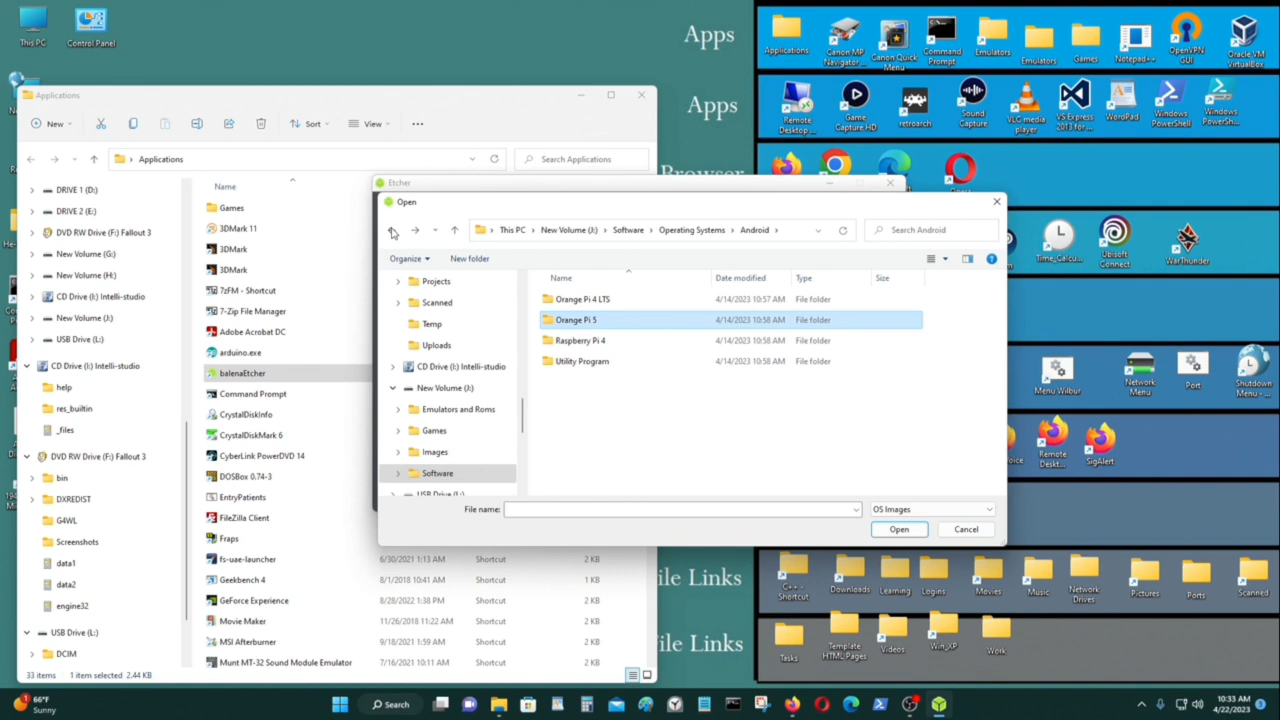 This PC
Control Panel
Apps
Applications
Canon MP
Navigator ...
Canon Quick
Menu
Command
Prompt
Emulators
Emulators
Games
Notepad++
OpenVPN
GUI
Oracle VM
VirtualBox
Apps
Remote
Desktop ...
Game
Capture HD
retroarch
Sound
Capture
VLC media
player
VS Express
2013 for ...
WordPad
Windows
PowerShell
Windows
PowerSh...
Browser
Time_Calcu...
Ubisoft
Connect
WarThunder
Menu Wilbur
Network
Menu
Port
Shutdown
Menu - ...
Remote
Deskt...
SigAlert
File Links
C++ -
Shortcut
Downloads
Learning
Logins
Movies
Music
Network
Drives
Pictures
Ports
Scanned
File Links
Tasks
Template
HTML Pages
Videos
Win_XP
Work
Applications
New
Sort
View
Applications
Search Applications
DRIVE 1 (D:)
DRIVE 2 (E:)
DVD RW Drive (F:) Fallout 3
New Volume (G:)
New Volume (H:)
CD Drive (I:) Intelli-studio
New Volume (J:)
USB Drive (L:)
CD Drive (I:) Intelli-studio
help
res_builtin
_files
DVD RW Drive (F:) Fallout 3
bin
DXREDIST
G4WL
Screenshots
data1
data2
engine32
USB Drive (L:)
DCIM
Name
Games
3DMark 11
3DMark
3DMark
7zFM - Shortcut
7-Zip File Manager
Adobe Acrobat DC
arduino.exe
balenaEtcher
Command Prompt
CrystalDiskInfo
CrystalDiskMark 6
CyberLink PowerDVD 14
DOSBox 0.74-3
EntryPatients
FileZilla Client
Fraps
fs-uae-launcher 6/30/2021 1:13 AM Shortcut 2 KB
Geekbench 4 8/1/2018 10:41 AM Shortcut 1 KB
GeForce Experience 8/28/2022 1:38 PM Shortcut 2 KB
Movie Maker 11/26/2018 11:22 AM Shortcut 2 KB
MSI Afterburner 9/18/2021 1:59 AM Shortcut 2 KB
Munt MT-32 Sound Module Emulator 7/16/2021 10:11 AM Shortcut 2 KB
33 items 1 item selected 2.44 KB
Etcher
Open
This PC New Volume (J:) Software Operating Systems Android
Search Android
Organize New folder
Projects
Scanned
Temp
Uploads
CD Drive (I:) Intelli-studio
New Volume (J:)
Emulators and Roms
Games
Images
Software
USB Drive (L:)
Name Date modified Type Size
Orange Pi 4 LTS 4/14/2023 10:57 AM File folder
Orange Pi 5 4/14/2023 10:58 AM File folder
Raspberry Pi 4 4/14/2023 10:58 AM File folder
Utility Program 4/14/2023 10:58 AM File folder
File name:
OS Images
Open Cancel
66°F
Sunny
Search
10:33 AM
4/22/2023